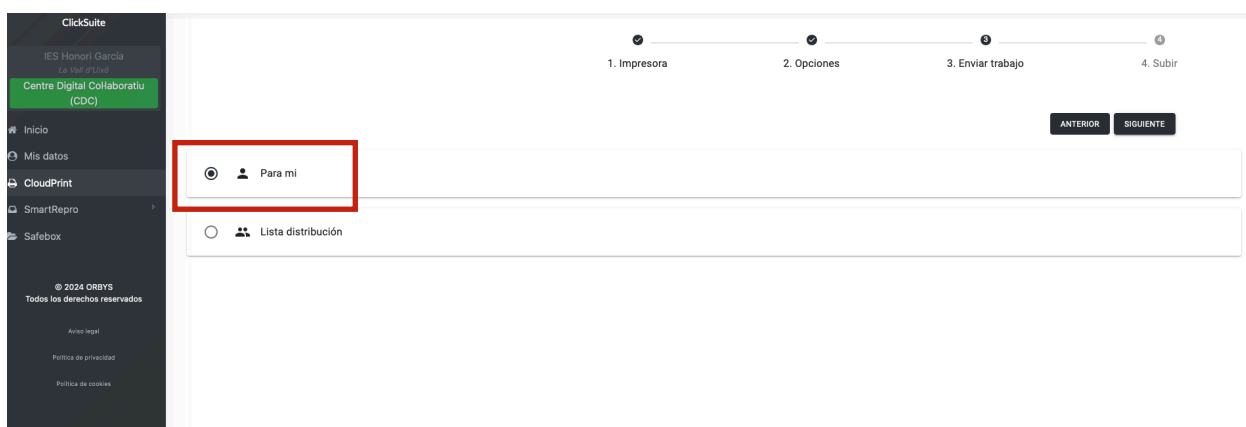 ClickSuite
IES Honori García
La Vall d'Uixó
Centre Digital Col·laboratiu
(CDC)
Inicio
Mis datos
CloudPrint
SmartRepro
Safebox
© 2024 ORBYS
Todos los derechos reservados
Aviso legal
Política de privacidad
Política de cookies
3
4
1. Impresora
2. Opciones
3. Enviar trabajo
4. Subir
ANTERIOR
SIGUIENTE
Para mi
Lista distribución